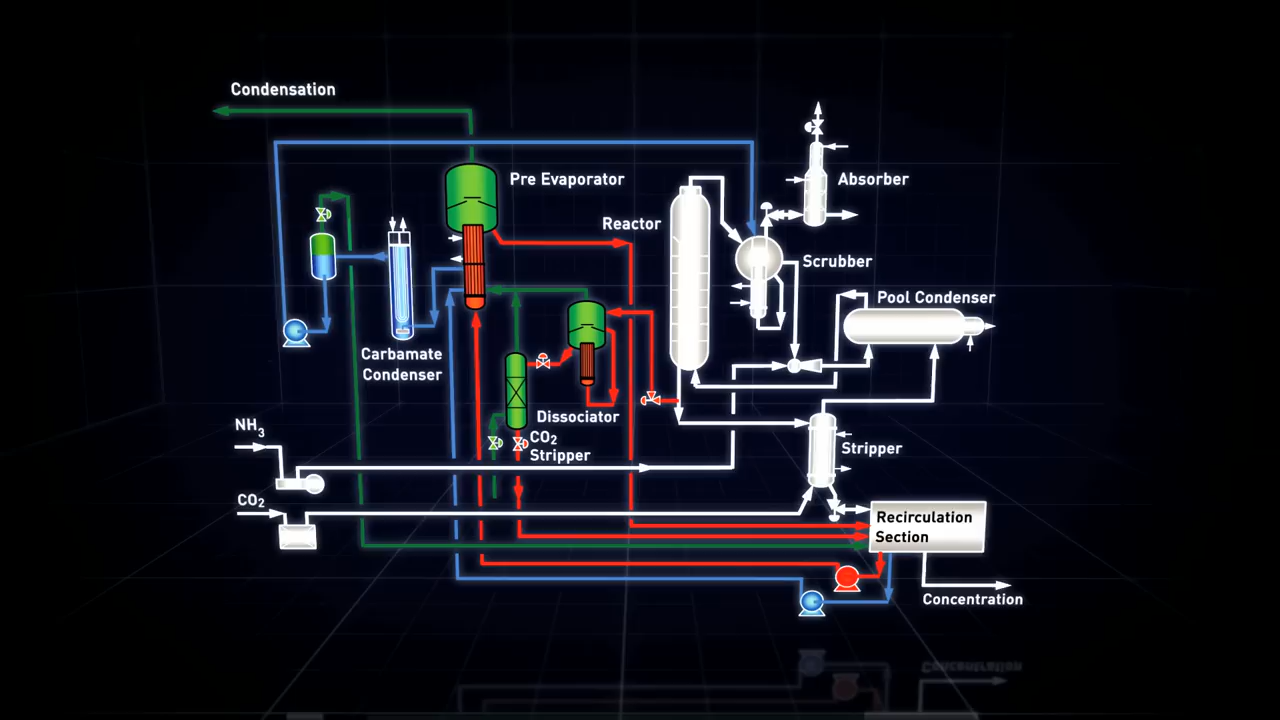 Condensation
Pre Evaporator
Absorber
Reactor
Scrubber
Pool Condenser
Carbamate
Condenser
Dissociator
NH3
CO2
Stripper
Stripper
CO2
Recirculation
Section
Concentration
Concentration